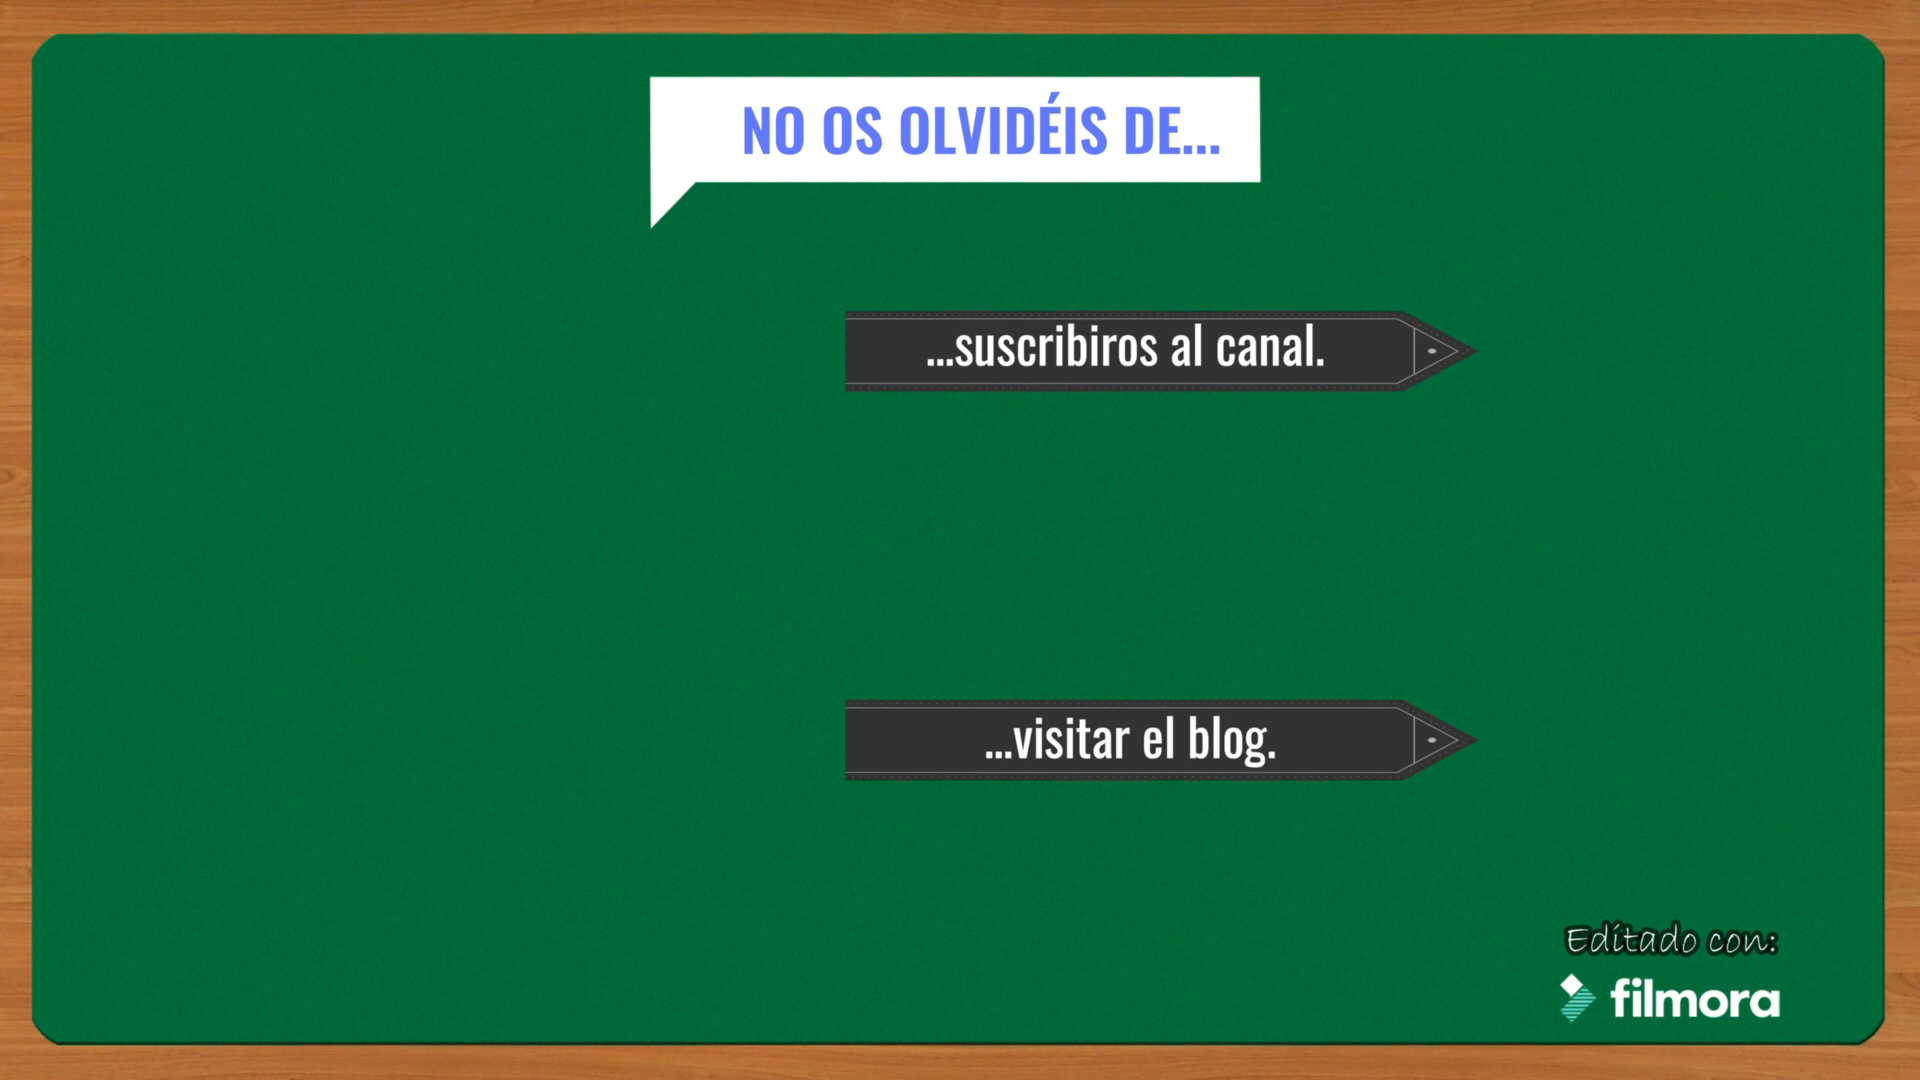 NO OS OLVIDÉIS DE...
...suscribiros al canal.
...visitar el blog.
Editado con:
filmora